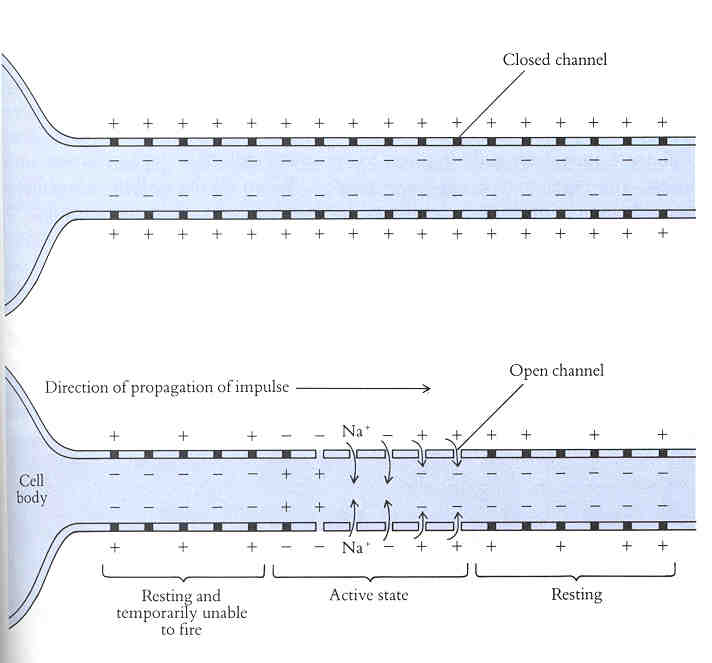 Closed channel
Open channel
Direction of propagation of impulse
Na⁺
Cell
body
Na⁺
Resting and
temporarily unable
to fire
Active state
Resting